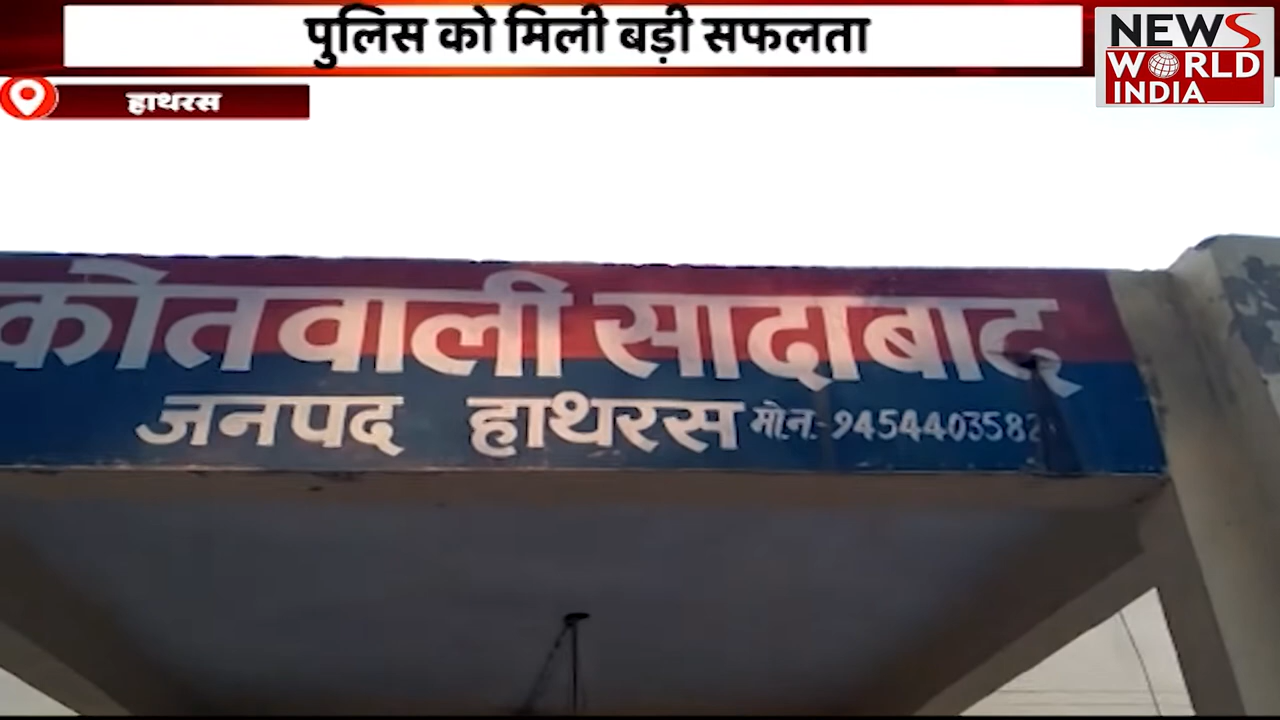 पुलिस को मिली बड़ी सफलता
NEWS
WORLD
INDIA
हाथरस
कोतवाली सादाबाद
जनपद हाथरस मो.न.-9454403582